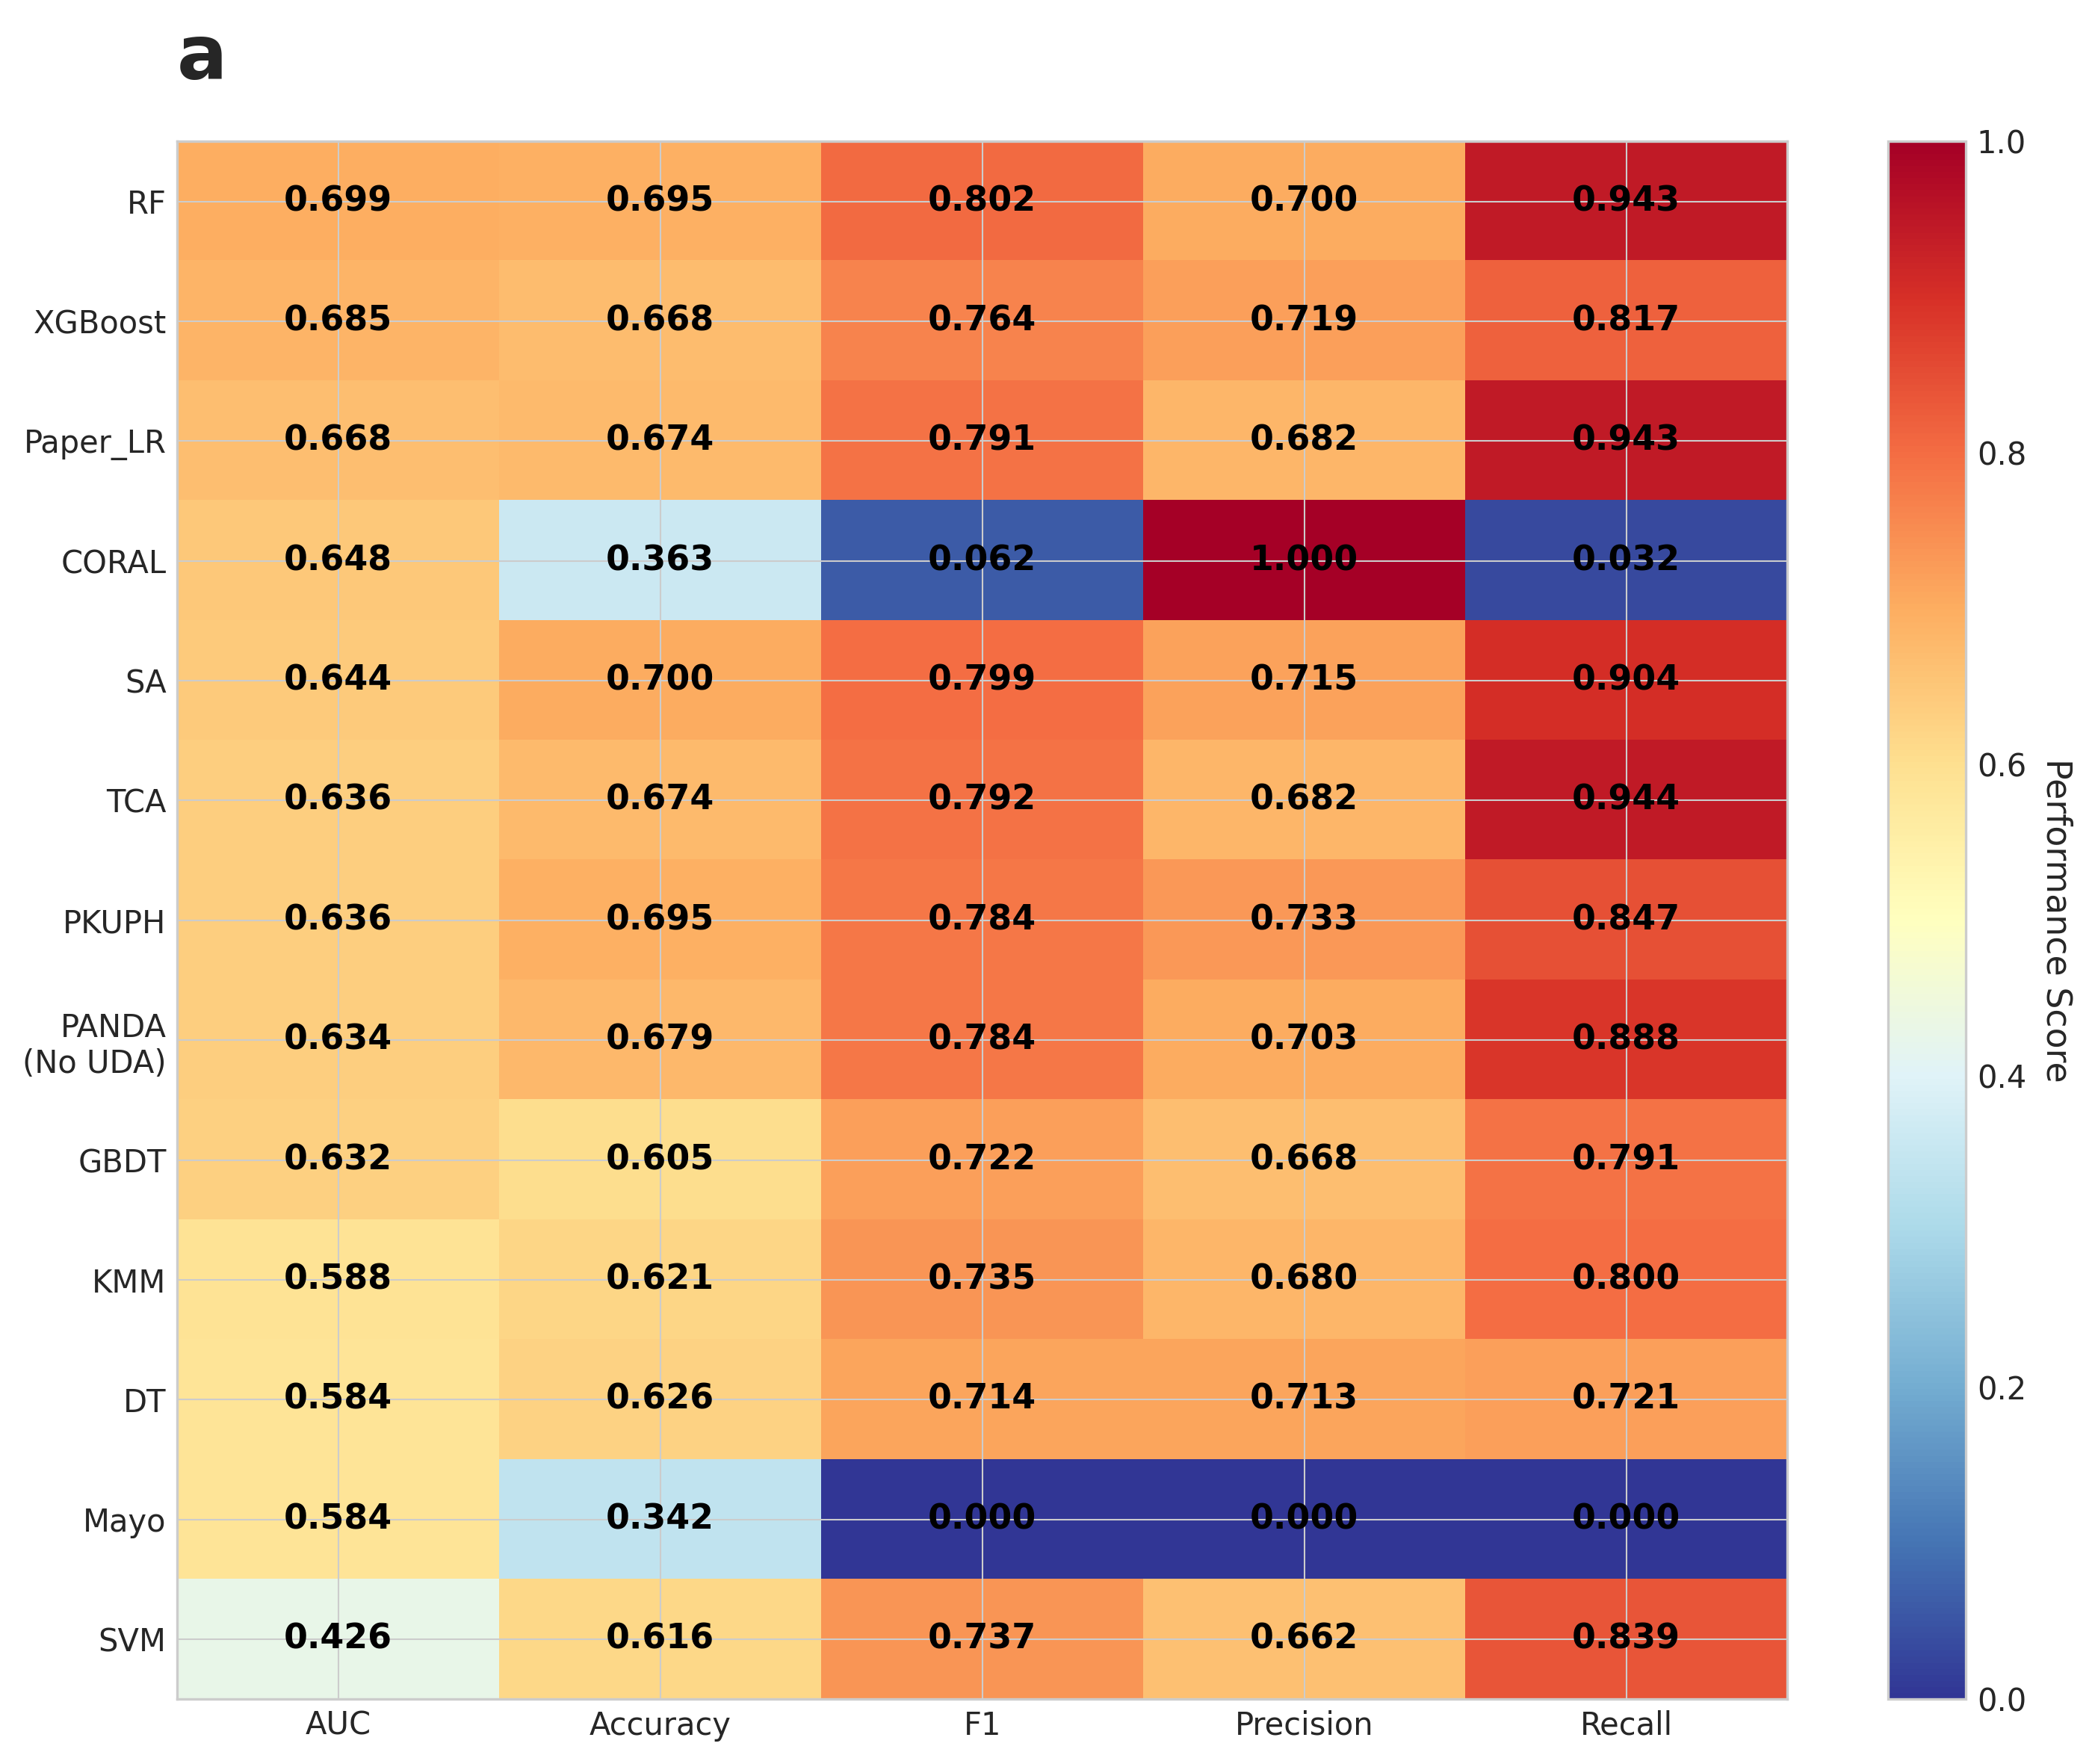 a
RF 0.699 0.695 0.802 0.700 0.943
XGBoost 0.685 0.668 0.764 0.719 0.817
Paper_LR 0.668 0.674 0.791 0.682 0.943
CORAL 0.648 0.363 0.062 1.000 0.032
SA 0.644 0.700 0.799 0.715 0.904
TCA 0.636 0.674 0.792 0.682 0.944
PKUPH 0.636 0.695 0.784 0.733 0.847
PANDA
(No UDA) 0.634 0.679 0.784 0.703 0.888
GBDT 0.632 0.605 0.722 0.668 0.791
KMM 0.588 0.621 0.735 0.680 0.800
DT 0.584 0.626 0.714 0.713 0.721
Mayo 0.584 0.342 0.000 0.000 0.000
SVM 0.426 0.616 0.737 0.662 0.839
AUC Accuracy F1 Precision Recall
1.0
0.8
0.6
0.4
0.2
0.0
Performance Score